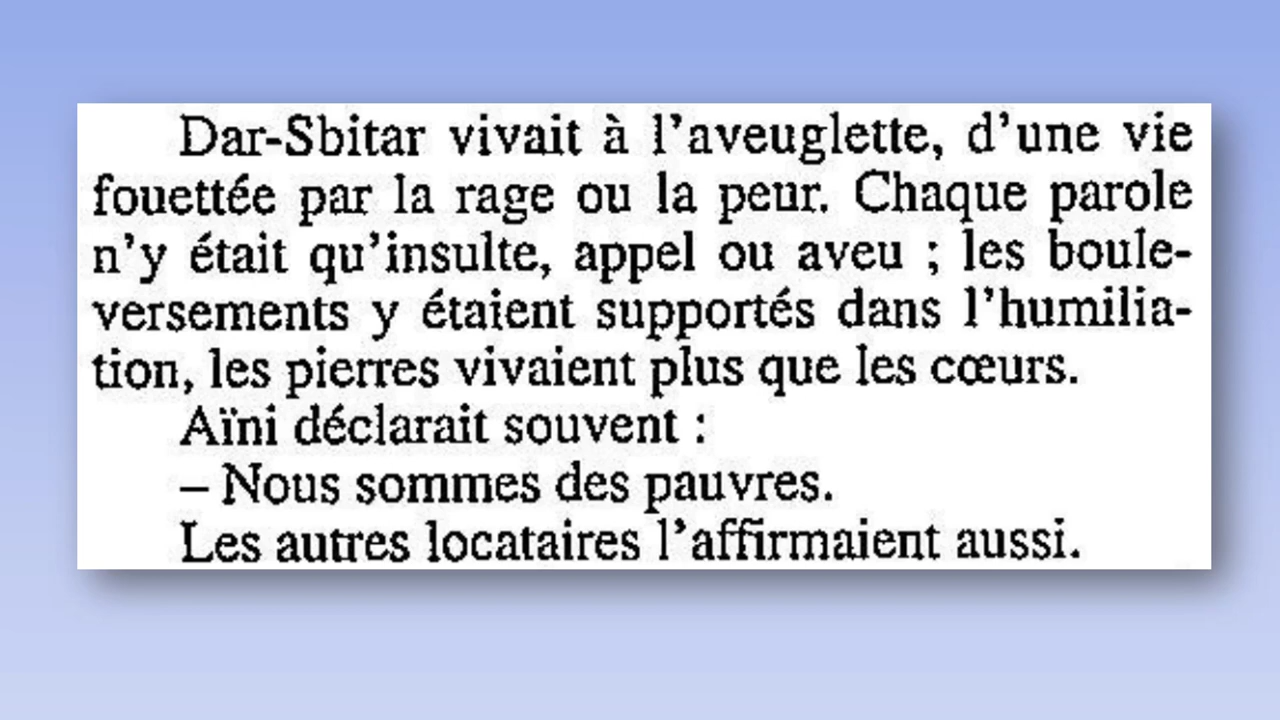 Dar-Sbitar vivait à l’aveuglette, d’une vie
fouettée par la rage ou la peur. Chaque parole
n’y était qu’insulte, appel ou aveu ; les boule-
versements y étaient supportés dans l’humilia-
tion, les pierres vivaient plus que les cœurs.
Aïni déclarait souvent :
– Nous sommes des pauvres.
Les autres locataires l’affirmaient aussi.